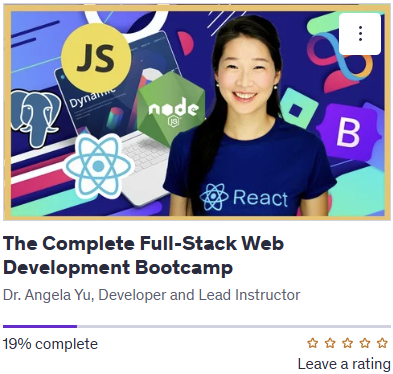 JS
Dynamic
node
JS
B
React
The Complete Full-Stack Web
Development Bootcamp
Dr. Angela Yu, Developer and Lead Instructor
19% complete
Leave a rating